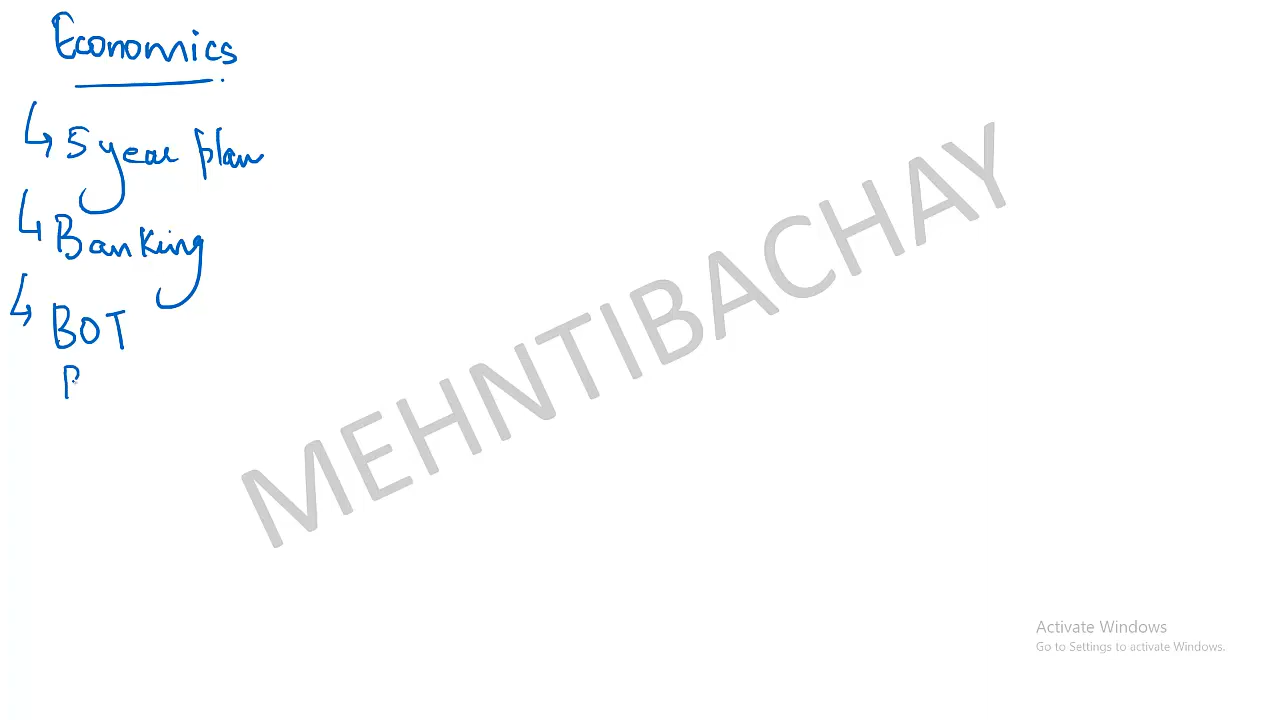 Economics
↳ 5 year plan
↳ Banking
↳ BOT
MEHNTIBACHAY
Activate Windows
Go to Settings to activate Windows.